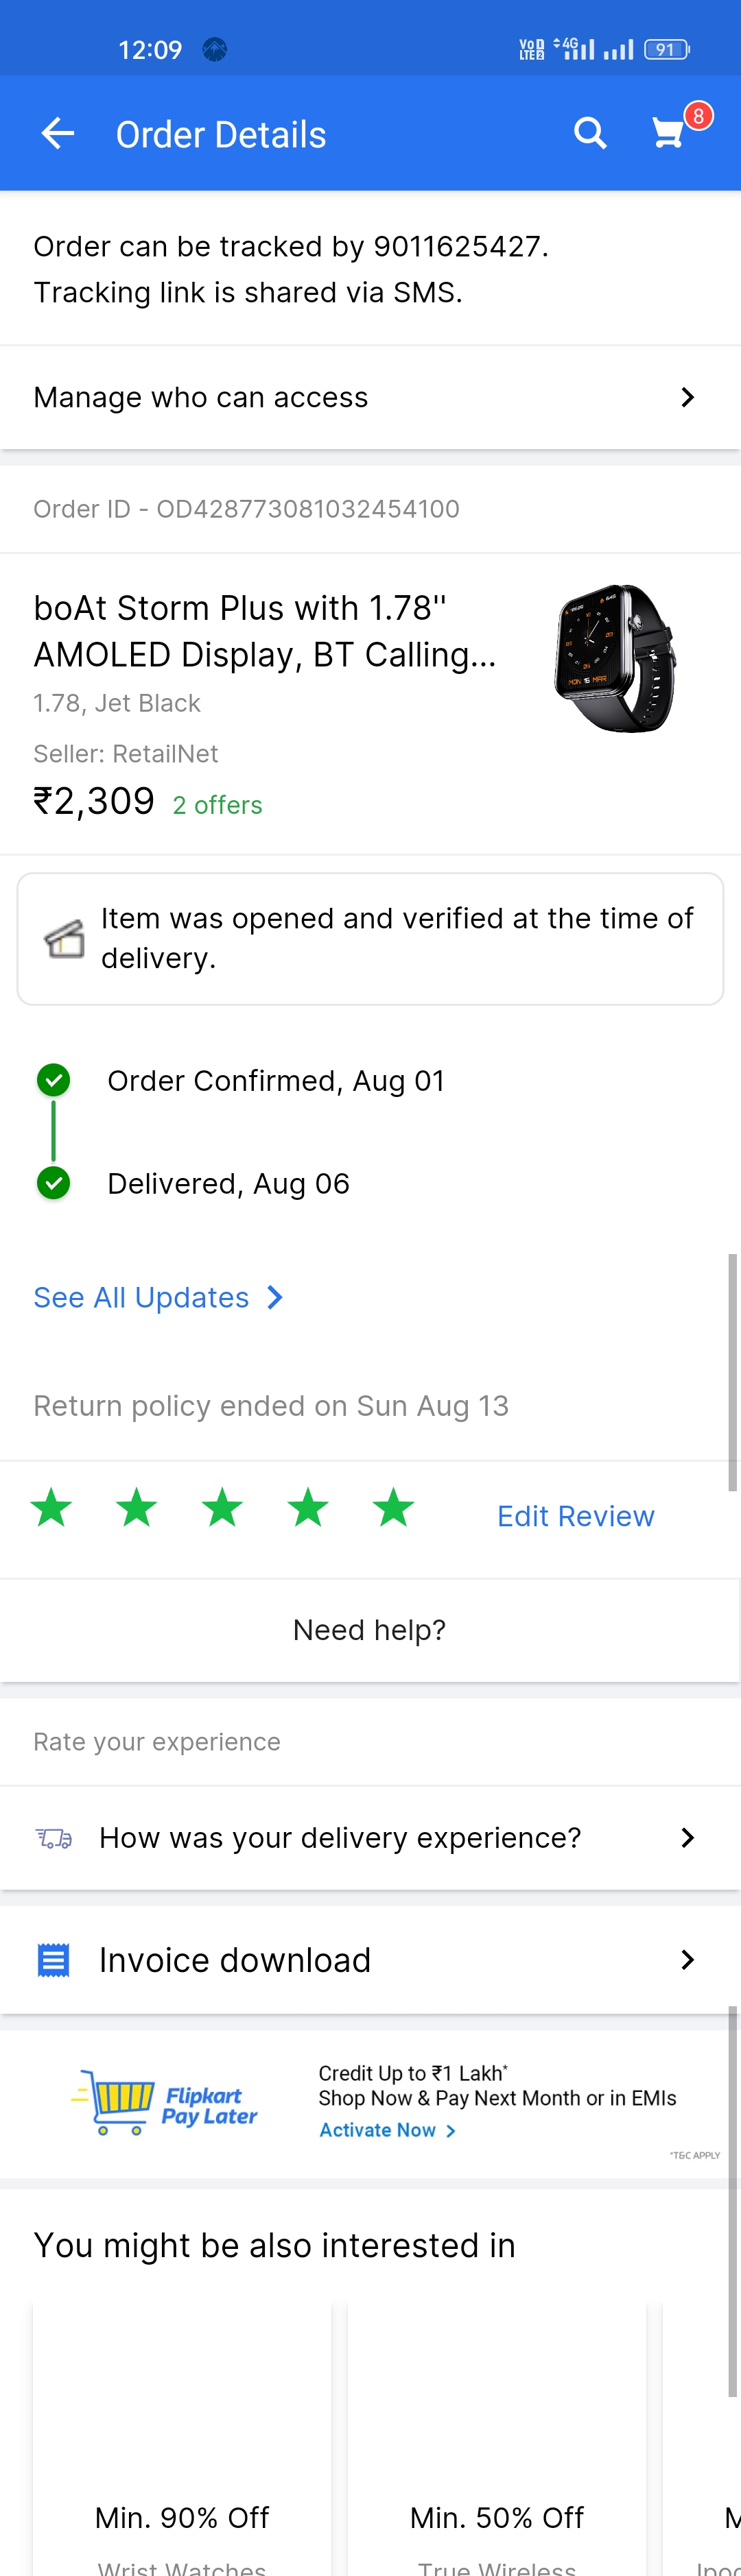 12:09
VoD LTE2 4G 91
Order Details
8
Order can be tracked by 9011625427.
Tracking link is shared via SMS.
Manage who can access
Order ID - OD428773081032454100
boAt Storm Plus with 1.78"
AMOLED Display, BT Calling...
1.78, Jet Black
Seller: RetailNet
₹2,309 2 offers
Item was opened and verified at the time of
delivery.
Order Confirmed, Aug 01
Delivered, Aug 06
See All Updates
Return policy ended on Sun Aug 13
Edit Review
Need help?
Rate your experience
How was your delivery experience?
Invoice download
Flipkart
Pay Later
Credit Up to ₹1 Lakh*
Shop Now & Pay Next Month or in EMIs
Activate Now
*T&C APPLY
You might be also interested in
Min. 90% Off
Min. 50% Off
Wrist Watches
True Wireless